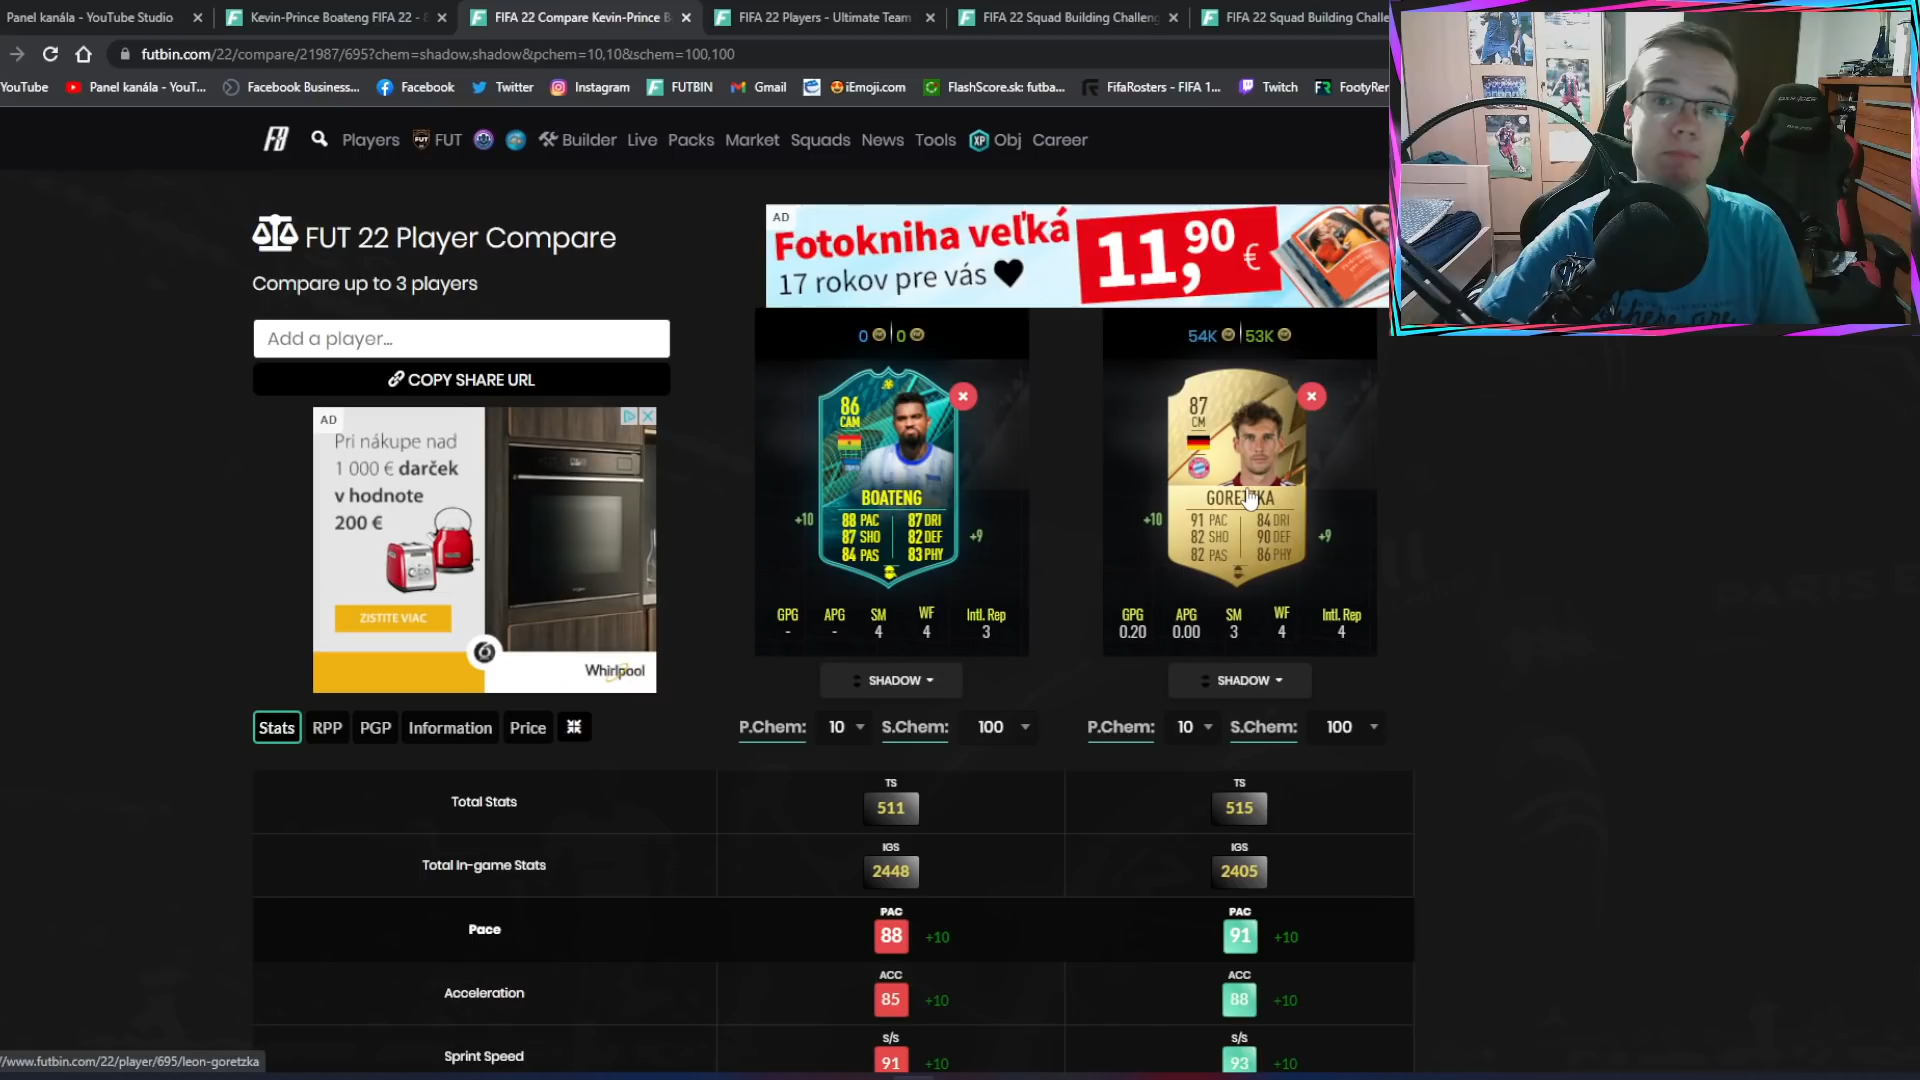 Panel kanála - YouTube Studio
Kevin-Prince Boateng FIFA 22 - 8
FIFA 22 Compare Kevin-Prince B
FIFA 22 Players - Ultimate Team
FIFA 22 Squad Building Challeng
FIFA 22 Squad Building Challe
futbin.com/22/compare/21987/695?chem=shadow,shadow&pchem=10,10&schem=100,100
YouTube
Panel kanála - YouT...
Facebook Business...
Facebook
Twitter
Instagram
FUTBIN
Gmail
iEmoji.com
FlashScore.sk: futba...
FifaRosters - FIFA 1...
Twitch
FootyRer
Players
FUT
Builder
Live
Packs
Market
Squads
News
Tools
XP Obj
Career
FUT 22 Player Compare
Compare up to 3 players
Add a player...
COPY SHARE URL
AD
Fotokniha veľká
17 rokov pre vás
11,90 €
AD
Pri nákupe nad
1 000 € darček
v hodnote
200 €
ZISTITE VIAC
Whirlpool
0 | 0
86
CAM
BOATENG
88 PAC 87 DRI
87 SHO 82 DEF
84 PAS 83 PHY
+10
+9
GPG APG SM WF Intl. Rep
- - 4 4 3
SHADOW
54K | 53K
87
CM
91 PAC 84 DRI
82 SHO 90 DEF
82 PAS 86 PHY
+10
+9
GPG APG SM WF Intl. Rep
0.20 0.00 3 4 4
SHADOW
Stats
RPP
PGP
Information
Price
P.Chem: 10 S.Chem: 100
P.Chem: 10 S.Chem: 100
Total Stats
TS
511
TS
515
Total In-game Stats
IGS
2448
IGS
2405
Pace
PAC
88 +10
PAC
91 +10
Acceleration
ACC
85 +10
ACC
88 +10
Sprint Speed
S/S
91 +10
S/S
93 +10
/www.futbin.com/22/player/695/leon-goretzka